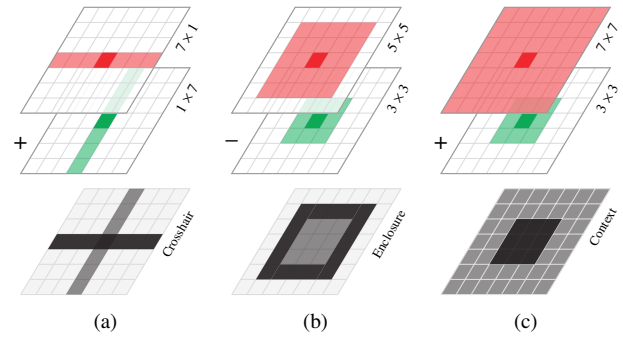 7 × 1
1 × 7
+
Crosshair
(a)
5 × 5
3 × 3
−
Enclosure
(b)
7 × 7
3 × 3
+
Context
(c)